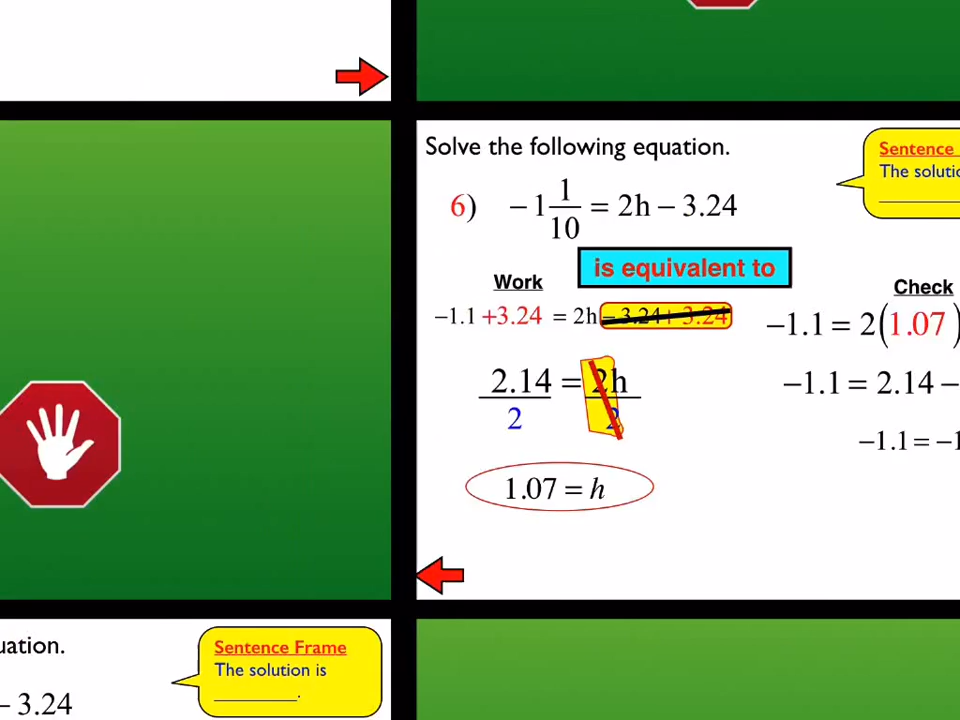 Solve the following equation.
6) −1 1/10 = 2h − 3.24
is equivalent to
Work
-1.1 +3.24 = 2h − 3.24 + 3.24
2.14 = 2h
2 2
1.07 = h
Sentence
The solutio
Check
−1.1 = 2(1.07)
−1.1 = 2.14 −
−1.1 = −1
uation.
− 3.24
Sentence Frame
The solution is
__________.